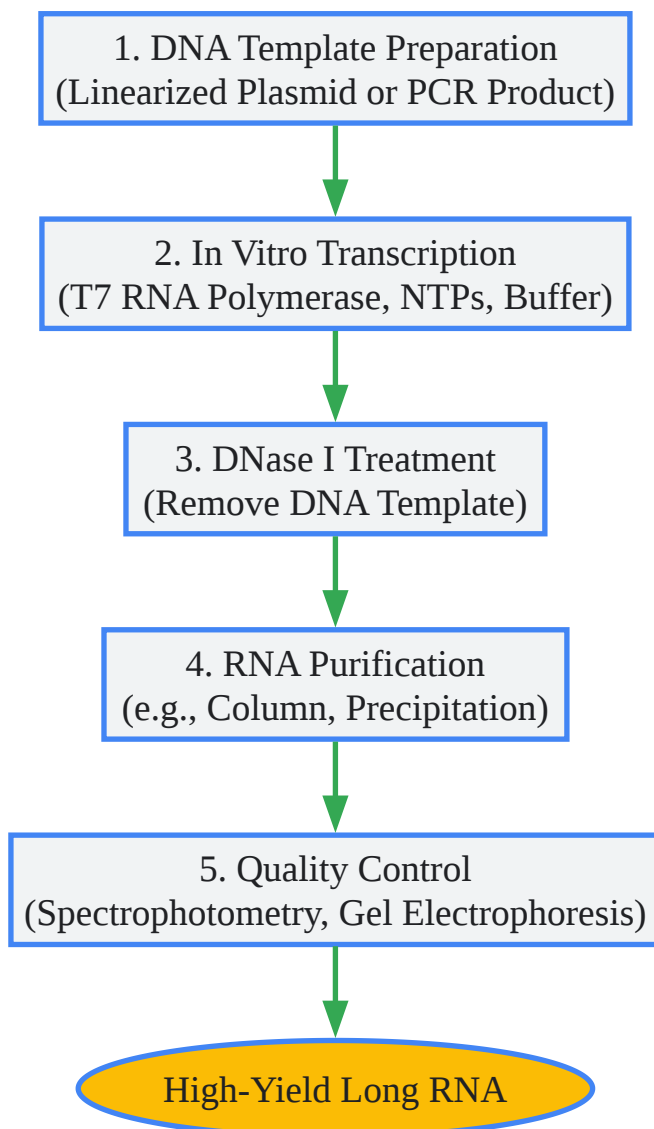 1. DNA Template Preparation
(Linearized Plasmid or PCR Product)
2. In Vitro Transcription
(T7 RNA Polymerase, NTPs, Buffer)
3. DNase I Treatment
(Remove DNA Template)
4. RNA Purification
(e.g., Column, Precipitation)
5. Quality Control
(Spectrophotometry, Gel Electrophoresis)
High-Yield Long RNA